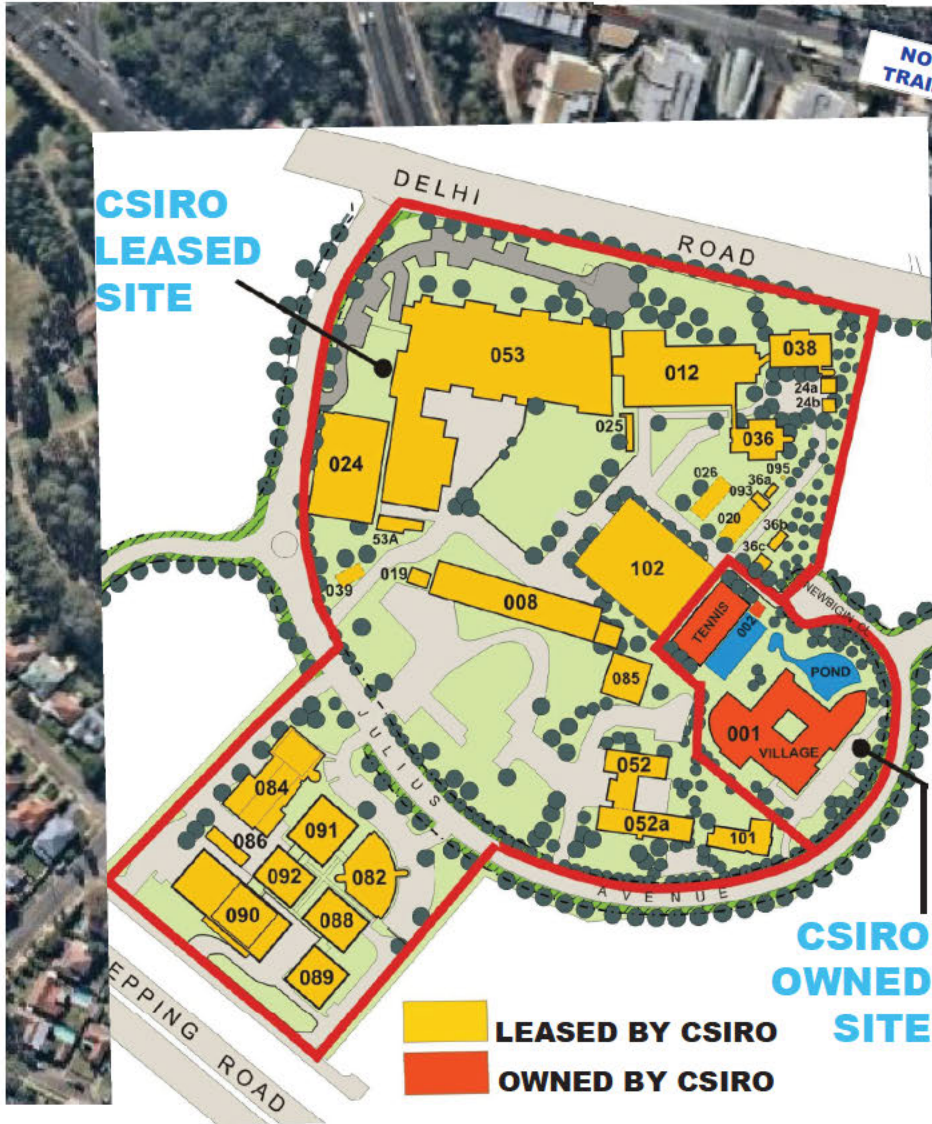 NO
TRAI
DELHI
ROAD
CSIRO
LEASED
SITE
053
012
038
24a
24b
025
036
024
026
095
36a
093
020
36b
36c
53A
039
019
008
102
NEWBIGIN
TENNIS
002
POND
085
001
VILLAGE
JULIUS
052
052a
101
084
086
091
092
082
090
088
089
AVENUE
CSIRO
OWNED
SITE
EPPING ROAD
LEASED BY CSIRO
OWNED BY CSIRO